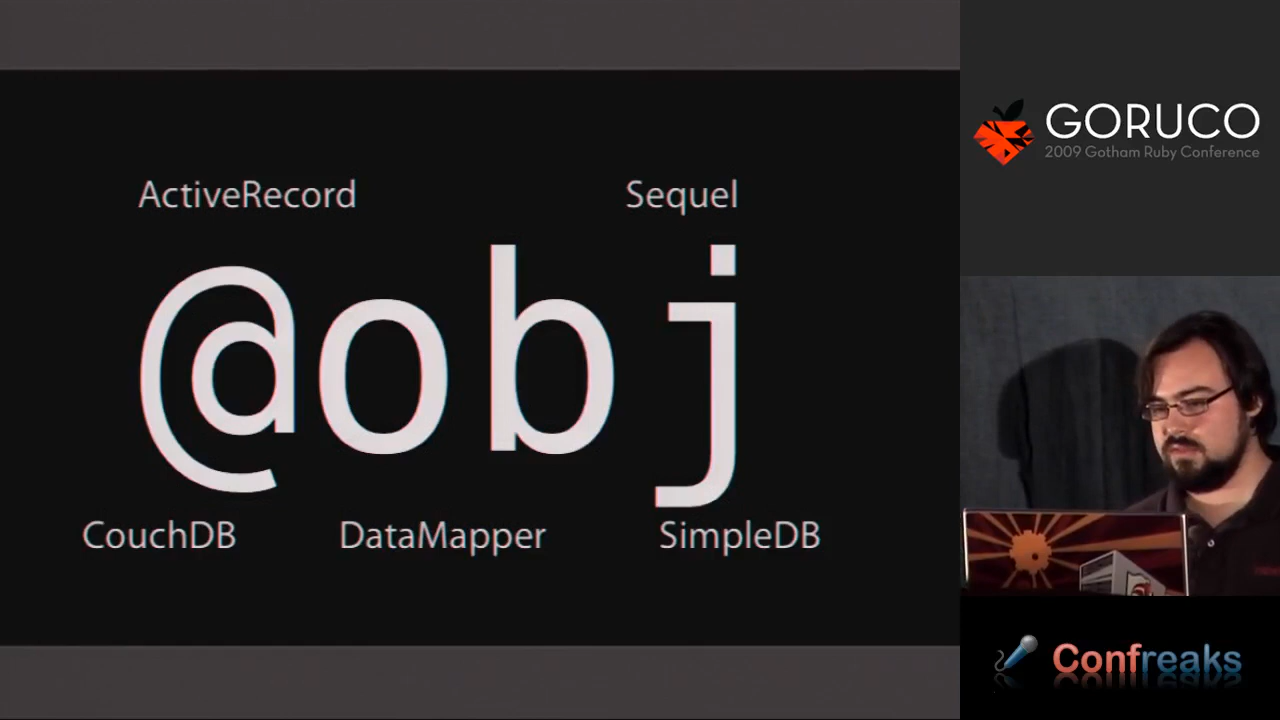 ActiveRecord Sequel
@obj
CouchDB DataMapper SimpleDB
GORUCO
2009 Gotham Ruby Conference
Confreaks